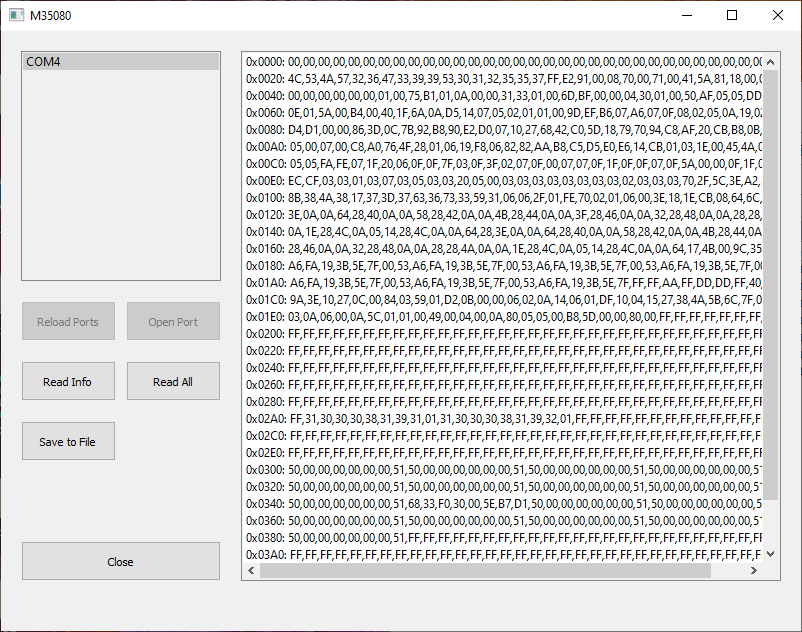 M35080
COM4
Reload Ports
Open Port
Read Info
Read All
Save to File
Close
0x0000: 00,00,00,00,00,00,00,00,00,00,00,00,00,00,00,00,00,00,00,00,00,00,00,00,00,00,00,00,00,00,00,
0x0020: 4C,53,4A,57,32,36,47,33,39,39,53,30,31,32,35,35,37,FF,E2,91,00,08,70,00,71,00,41,5A,81,18,00,
0x0040: 00,00,00,00,00,00,01,00,75,B1,01,0A,00,00,31,33,01,00,6D,BF,00,00,04,30,01,00,50,AF,05,05,DD
0x0060: 0E,01,5A,00,B4,00,40,1F,6A,0A,D5,14,07,05,02,01,01,00,9D,EF,B6,07,A6,07,0F,08,02,05,0A,19,02
0x0080: D4,D1,00,00,86,3D,0C,7B,92,B8,90,E2,D0,07,10,27,68,42,C0,5D,18,79,70,94,C8,AF,20,CB,B8,0B,
0x00A0: 05,00,07,00,C8,A0,76,4F,28,01,06,19,F8,06,82,82,AA,B8,C5,D5,E0,E6,14,CB,01,03,1E,00,45,4A,
0x00C0: 05,05,FA,FE,07,1F,20,06,0F,0F,7F,03,0F,3F,02,07,0F,00,07,07,0F,1F,0F,0F,07,0F,5A,00,00,0F,1F,
0x00E0: EC,CF,03,03,01,03,07,03,05,03,03,20,05,00,03,03,03,03,03,03,03,03,02,03,03,03,70,2F,5C,3E,A2,
0x0100: 8B,38,4A,38,17,37,3D,37,63,36,73,33,59,31,06,06,2F,01,FE,70,02,01,06,00,3E,18,1E,CB,08,64,6C,
0x0120: 3E,0A,0A,64,28,40,0A,0A,58,28,42,0A,0A,4B,28,44,0A,0A,3F,28,46,0A,0A,32,28,48,0A,0A,28,28,
0x0140: 0A,1E,28,4C,0A,05,14,28,4C,0A,0A,64,28,3E,0A,0A,64,28,40,0A,0A,58,28,42,0A,0A,4B,28,44,0A
0x0160: 28,46,0A,0A,32,28,48,0A,0A,28,28,4A,0A,0A,1E,28,4C,0A,05,14,28,4C,0A,0A,64,17,4B,00,9C,35
0x0180: A6,FA,19,3B,5E,7F,00,53,A6,FA,19,3B,5E,7F,00,53,A6,FA,19,3B,5E,7F,00,53,A6,FA,19,3B,5E,7F,00
0x01A0: A6,FA,19,3B,5E,7F,00,53,A6,FA,19,3B,5E,7F,00,53,A6,FA,19,3B,5E,7F,FF,FF,AA,FF,DD,DD,FF,40,
0x01C0: 9A,3E,10,27,0C,00,84,03,59,01,D2,0B,00,00,06,02,0A,14,06,01,DF,10,04,15,27,38,4A,5B,6C,7F,0
0x01E0: 03,0A,06,00,0A,5C,01,01,00,49,00,04,00,0A,80,05,05,00,B8,5D,00,00,80,00,FF,FF,FF,FF,FF,FF,FF,
0x0200: FF,FF,FF,FF,FF,FF,FF,FF,FF,FF,FF,FF,FF,FF,FF,FF,FF,FF,FF,FF,FF,FF,FF,FF,FF,FF,FF,FF,FF,FF,FF,F
0x0220: FF,FF,FF,FF,FF,FF,FF,FF,FF,FF,FF,FF,FF,FF,FF,FF,FF,FF,FF,FF,FF,FF,FF,FF,FF,FF,FF,FF,FF,FF,FF,F
0x0240: FF,FF,FF,FF,FF,FF,FF,FF,FF,FF,FF,FF,FF,FF,FF,FF,FF,FF,FF,FF,FF,FF,FF,FF,FF,FF,FF,FF,FF,FF,FF,F
0x0260: FF,FF,FF,FF,FF,FF,FF,FF,FF,FF,FF,FF,FF,FF,FF,FF,FF,FF,FF,FF,FF,FF,FF,FF,FF,FF,FF,FF,FF,FF,FF,F
0x0280: FF,FF,FF,FF,FF,FF,FF,FF,FF,FF,FF,FF,FF,FF,FF,FF,FF,FF,FF,FF,FF,FF,FF,FF,FF,FF,FF,FF,FF,FF,FF,F
0x02A0: FF,31,30,30,30,38,31,39,31,01,31,30,30,30,38,31,39,32,01,FF,FF,FF,FF,FF,FF,FF,FF,FF,FF,FF,FF,F
0x02C0: FF,FF,FF,FF,FF,FF,FF,FF,FF,FF,FF,FF,FF,FF,FF,FF,FF,FF,FF,FF,FF,FF,FF,FF,FF,FF,FF,FF,FF,FF,FF,F
0x02E0: FF,FF,FF,FF,FF,FF,FF,FF,FF,FF,FF,FF,FF,FF,FF,FF,FF,FF,FF,FF,FF,FF,FF,FF,FF,FF,FF,FF,FF,FF,FF,F
0x0300: 50,00,00,00,00,00,00,51,50,00,00,00,00,00,00,51,50,00,00,00,00,00,00,51,50,00,00,00,00,00,00,51
0x0320: 50,00,00,00,00,00,00,51,50,00,00,00,00,00,00,51,50,00,00,00,00,00,00,51,50,00,00,00,00,00,00,51
0x0340: 50,00,00,00,00,00,00,51,68,33,F0,30,00,5E,B7,D1,50,00,00,00,00,00,00,51,50,00,00,00,00,00,00,5
0x0360: 50,00,00,00,00,00,00,51,50,00,00,00,00,00,00,51,50,00,00,00,00,00,00,51,50,00,00,00,00,00,00,51
0x0380: 50,00,00,00,00,00,00,51,FF,FF,FF,FF,FF,FF,FF,FF,FF,FF,FF,FF,FF,FF,FF,FF,FF,FF,FF,FF,FF,FF,FF,F
0x03A0: FF,FF,FF,FF,FF,FF,FF,FF,FF,FF,FF,FF,FF,FF,FF,FF,FF,FF,FF,FF,FF,FF,FF,FF,FF,FF,FF,FF,FF,FF,FF,F